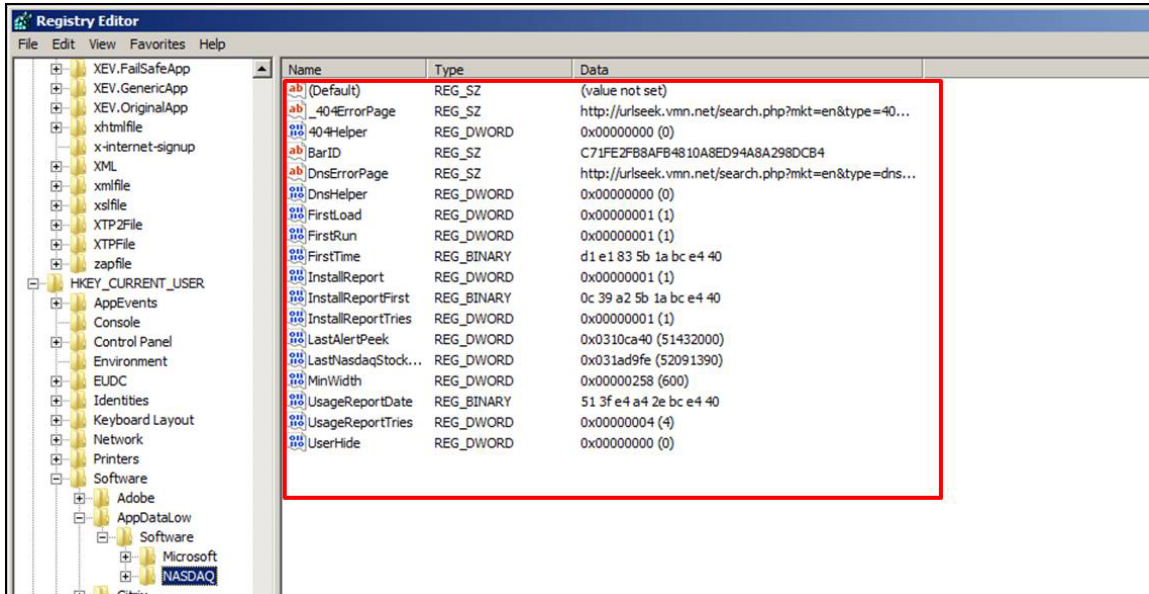 Registry Editor
File Edit View Favorites Help
XEV.FailSafeApp
XEV.GenericApp
XEV.OriginalApp
xhtmlfile
x-internet-signup
XML
xmlfile
xslfile
XTP2File
XTPFile
zapfile
HKEY_CURRENT_USER
AppEvents
Console
Control Panel
Environment
EUDC
Identities
Keyboard Layout
Network
Printers
Software
Adobe
AppDataLow
Software
Microsoft
NASDAQ
Name Type Data
(Default) REG_SZ (value not set)
_404ErrorPage REG_SZ http://urlseek.vmn.net/search.php?mkt=en&type=40...
404Helper REG_DWORD 0x00000000 (0)
BarID REG_SZ C71FE2FB8AFB4810A8ED94A8A298DCB4
DnsErrorPage REG_SZ http://urlseek.vmn.net/search.php?mkt=en&type=dns...
DnsHelper REG_DWORD 0x00000000 (0)
FirstLoad REG_DWORD 0x00000001 (1)
FirstRun REG_DWORD 0x00000001 (1)
FirstTime REG_BINARY d1 e1 83 5b 1a bc e4 40
InstallReport REG_DWORD 0x00000001 (1)
InstallReportFirst REG_BINARY 0c 39 a2 5b 1a bc e4 40
InstallReportTries REG_DWORD 0x00000001 (1)
LastAlertPeek REG_DWORD 0x0310ca40 (51432000)
LastNasdaqStock... REG_DWORD 0x031ad9fe (52091390)
MinWidth REG_DWORD 0x00000258 (600)
UsageReportDate REG_BINARY 51 3f e4 a4 2e bc e4 40
UsageReportTries REG_DWORD 0x00000004 (4)
UserHide REG_DWORD 0x00000000 (0)